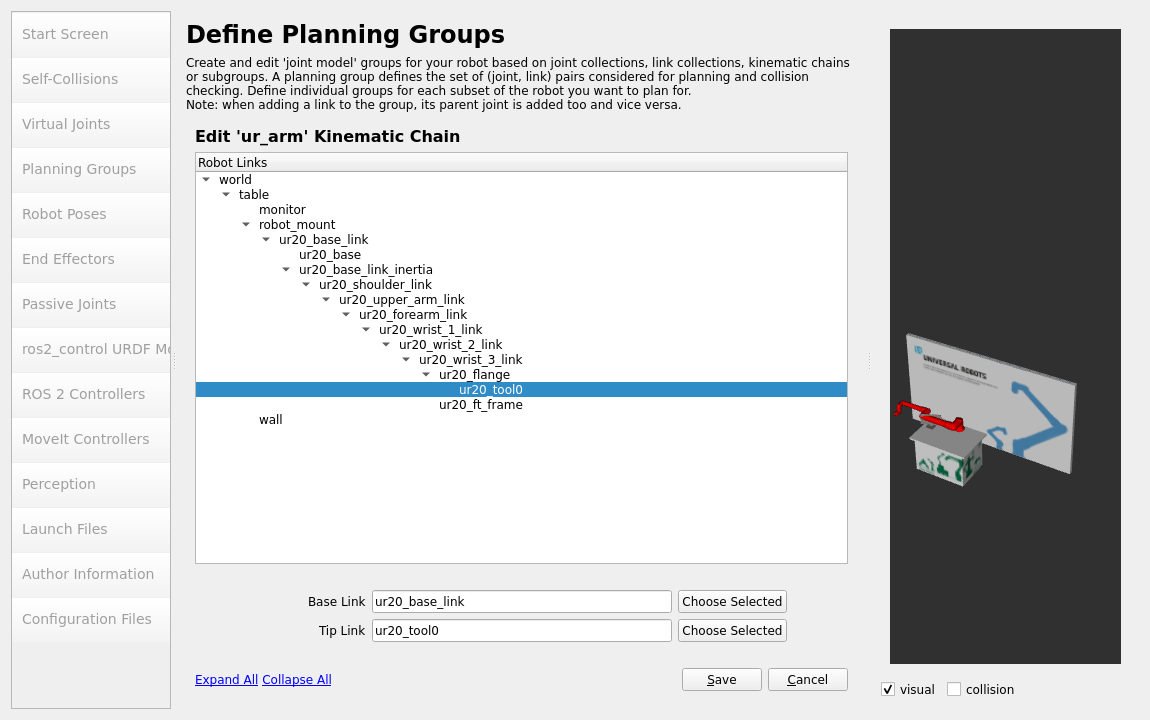 Start Screen
Self-Collisions
Virtual Joints
Planning Groups
Robot Poses
End Effectors
Passive Joints
ros2_control URDF Mo
ROS 2 Controllers
MoveIt Controllers
Perception
Launch Files
Author Information
Configuration Files
Define Planning Groups
Create and edit 'joint model' groups for your robot based on joint collections, link collections, kinematic chains
or subgroups. A planning group defines the set of (joint, link) pairs considered for planning and collision
checking. Define individual groups for each subset of the robot you want to plan for.
Note: when adding a link to the group, its parent joint is added too and vice versa.
Edit 'ur_arm' Kinematic Chain
Robot Links
world
table
monitor
robot_mount
ur20_base_link
ur20_base
ur20_base_link_inertia
ur20_shoulder_link
ur20_upper_arm_link
ur20_forearm_link
ur20_wrist_1_link
ur20_wrist_2_link
ur20_wrist_3_link
ur20_flange
ur20_tool0
ur20_ft_frame
wall
Base Link ur20_base_link Choose Selected
Tip Link ur20_tool0 Choose Selected
Expand All Collapse All Save Cancel
UNIVERSAL ROBOTS
visual collision